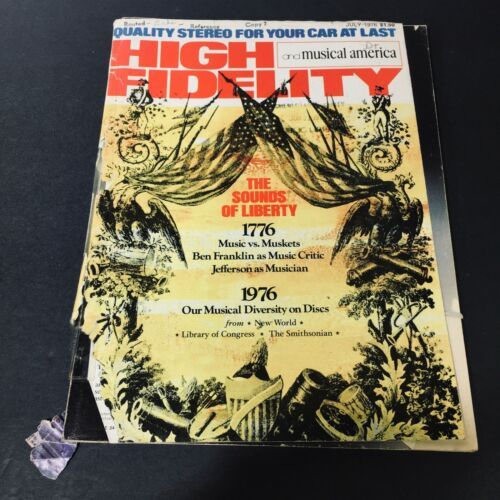 Routed - Reference Copy 2
JULY 1976 $1.00
QUALITY STEREO FOR YOUR CAR AT LAST
HIGH
and musical america
FIDELITY
THE
SOUNDS
OF LIBERTY
1776
Music vs. Muskets
Ben Franklin as Music Critic
Jefferson as Musician
1976
Our Musical Diversity on Discs
from • New World •
• Library of Congress • The Smithsonian •